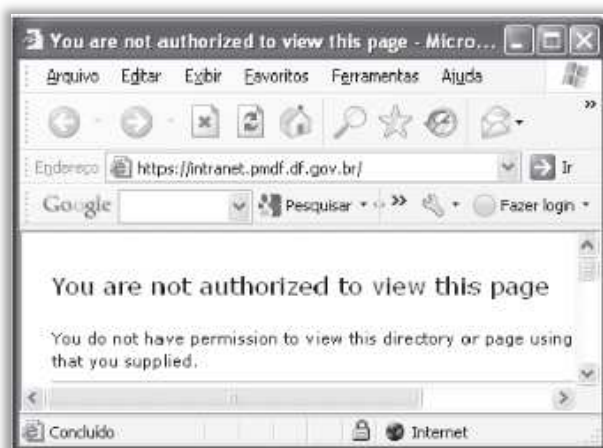 You are not authorized to view this page - Micro...
Arquivo Editar Exibir Favoritos Ferramentas Ajuda
»
Endereço https://intranet.pmdf.df.gov.br/ Ir
Google Pesquisar » Fazer login
You are not authorized to view this page
You do not have permission to view this directory or page using
that you supplied.
Concluído Internet